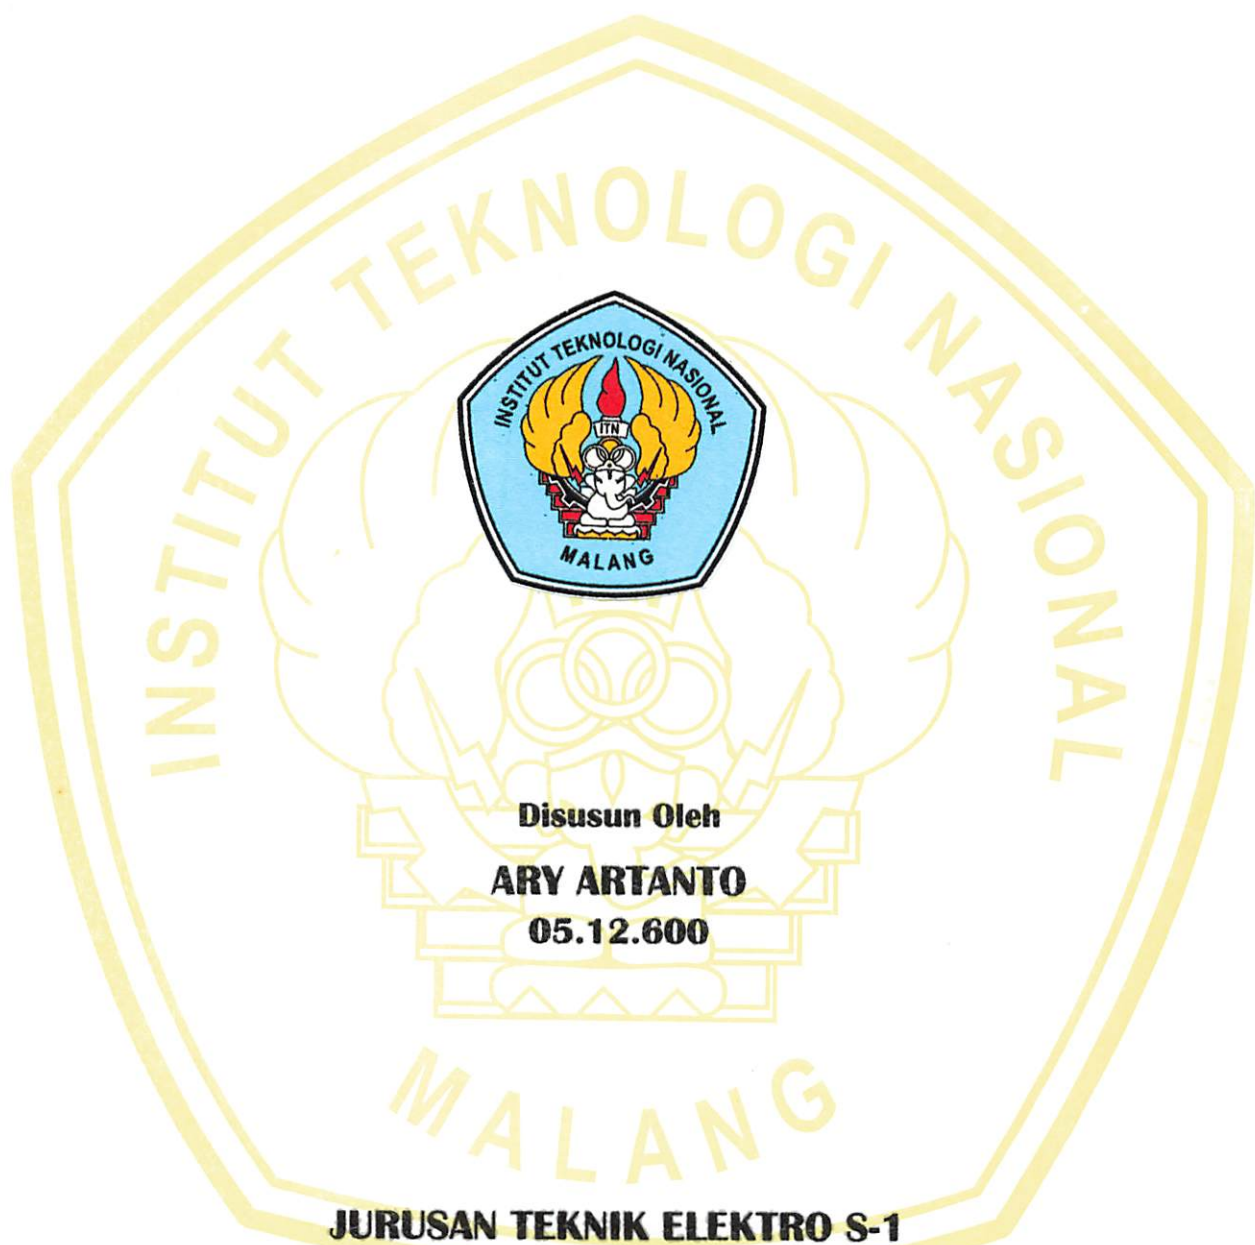 INSTITUT TEKNOLOGI NASIONAL
MALANG
INSTITUT TEKNOLOGI NASIONAL
ITN
MALANG
Disusun Oleh
ARY ARTANTO
05.12.600
JURUSAN TEKNIK ELEKTRO S-1